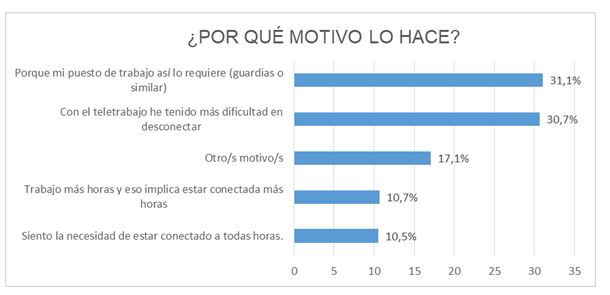 ¿POR QUÉ MOTIVO LO HACE?
Porque mi puesto de trabajo así lo requiere (guardias o
similar)
31,1%
Con el teletrabajo he tenido más dificultad en
desconectar
30,7%
Otro/s motivo/s
17,1%
Trabajo más horas y eso implica estar conectada más
horas
10,7%
Siento la necesidad de estar conectado a todas horas.
10,5%
0 5 10 15 20 25 30 35